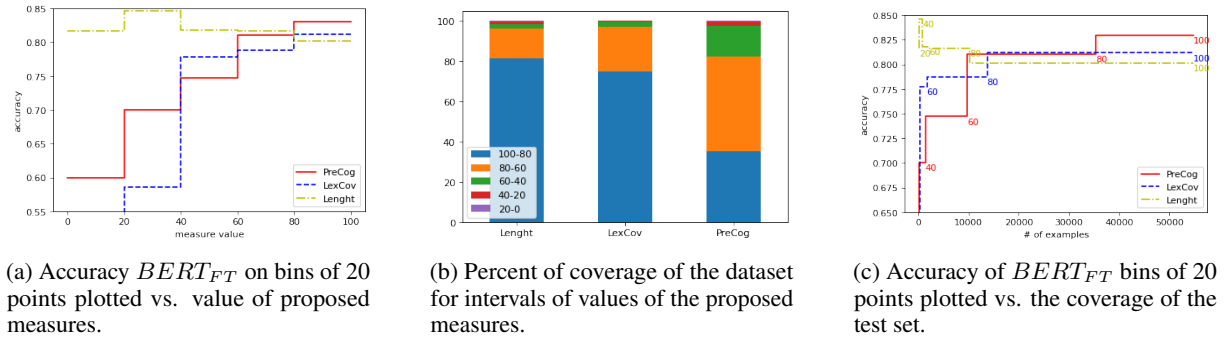 0.85
0.80
0.75
0.70
0.65
0.60
0.55
accuracy
0
20
40
60
80
100
measure value
PreCog
LexCov
Lenght
100
80
60
40
20
0
100-80
80-60
60-40
40-20
20-0
Lenght
LexCov
PreCog
0.850
0.825
0.800
0.775
0.750
0.725
0.700
0.675
0.650
accuracy
40
20
60
80
100
60
80
100
40
60
80
100
0
10000
20000
30000
40000
50000
# of examples
PreCog
LexCov
Lenght
(a) Accuracy BERT_FT on bins of 20
points plotted vs. value of proposed
measures.
(b) Percent of coverage of the dataset
for intervals of values of the proposed
measures.
(c) Accuracy of BERT_FT bins of 20
points plotted vs. the coverage of the
test set.